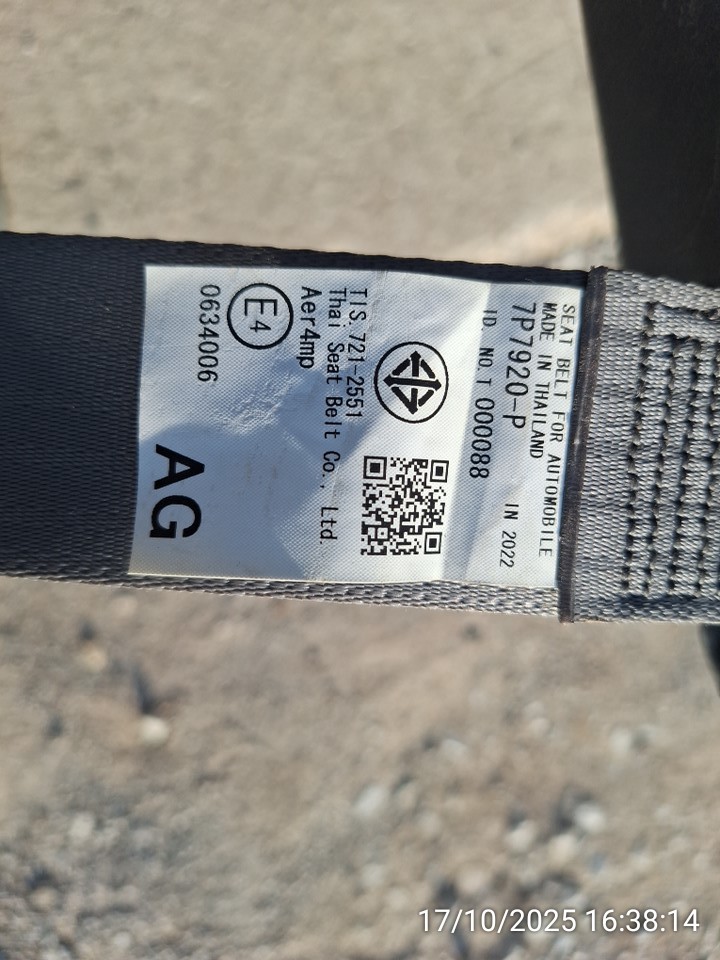 SEAT BELT FOR AUTOMOBILE
MADE IN THAILAND
7P7920-P IN 2022
ID. NO.T 000088
TIS. 721-2551
Thai Seat Belt Co., Ltd.
Aer4mp
E4
0634006
AG
17/10/2025 16:38:14